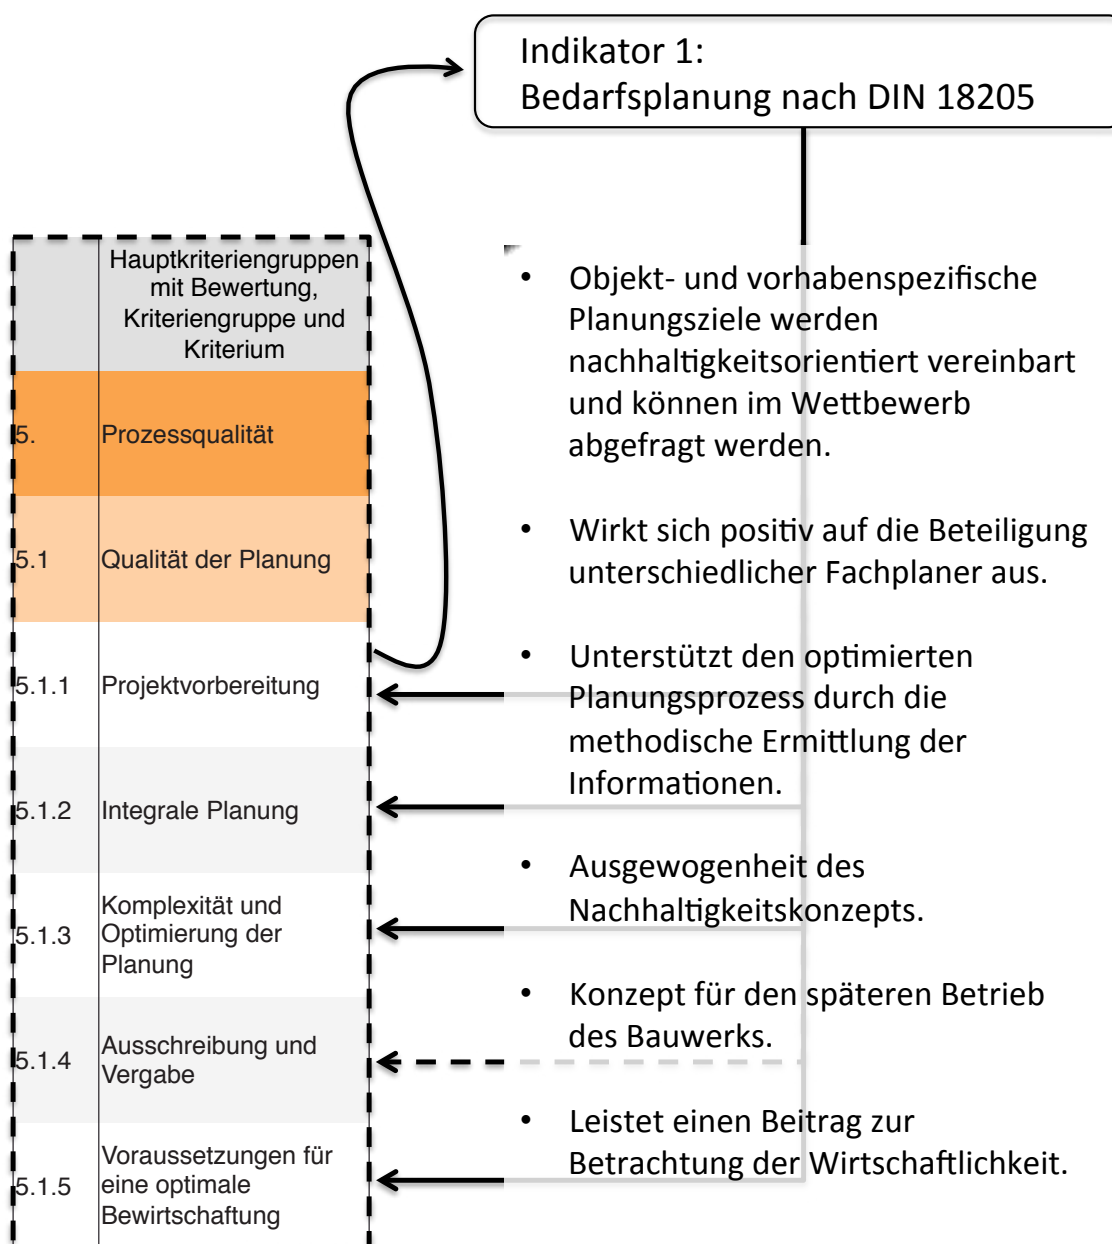 Indikator 1:
Bedarfsplanung nach DIN 18205
Hauptkriteriengruppen
mit Bewertung,
Kriteriengruppe und
Kriterium
5. Prozessqualität
5.1 Qualität der Planung
5.1.1 Projektvorbereitung
5.1.2 Integrale Planung
Komplexität und
5.1.3 Optimierung der
Planung
5.1.4 Ausschreibung und
Vergabe
Voraussetzungen für
5.1.5 eine optimale
Bewirtschaftung
• Objekt- und vorhabenspezifische
Planungsziele werden
nachhaltigkeitsorientiert vereinbart
und können im Wettbewerb
abgefragt werden.
• Wirkt sich positiv auf die Beteiligung
unterschiedlicher Fachplaner aus.
• Unterstützt den optimierten
Planungsprozess durch die
methodische Ermittlung der
Informationen.
• Ausgewogenheit des
Nachhaltigkeitskonzepts.
• Konzept für den späteren Betrieb
des Bauwerks.
• Leistet einen Beitrag zur
Betrachtung der Wirtschaftlichkeit.